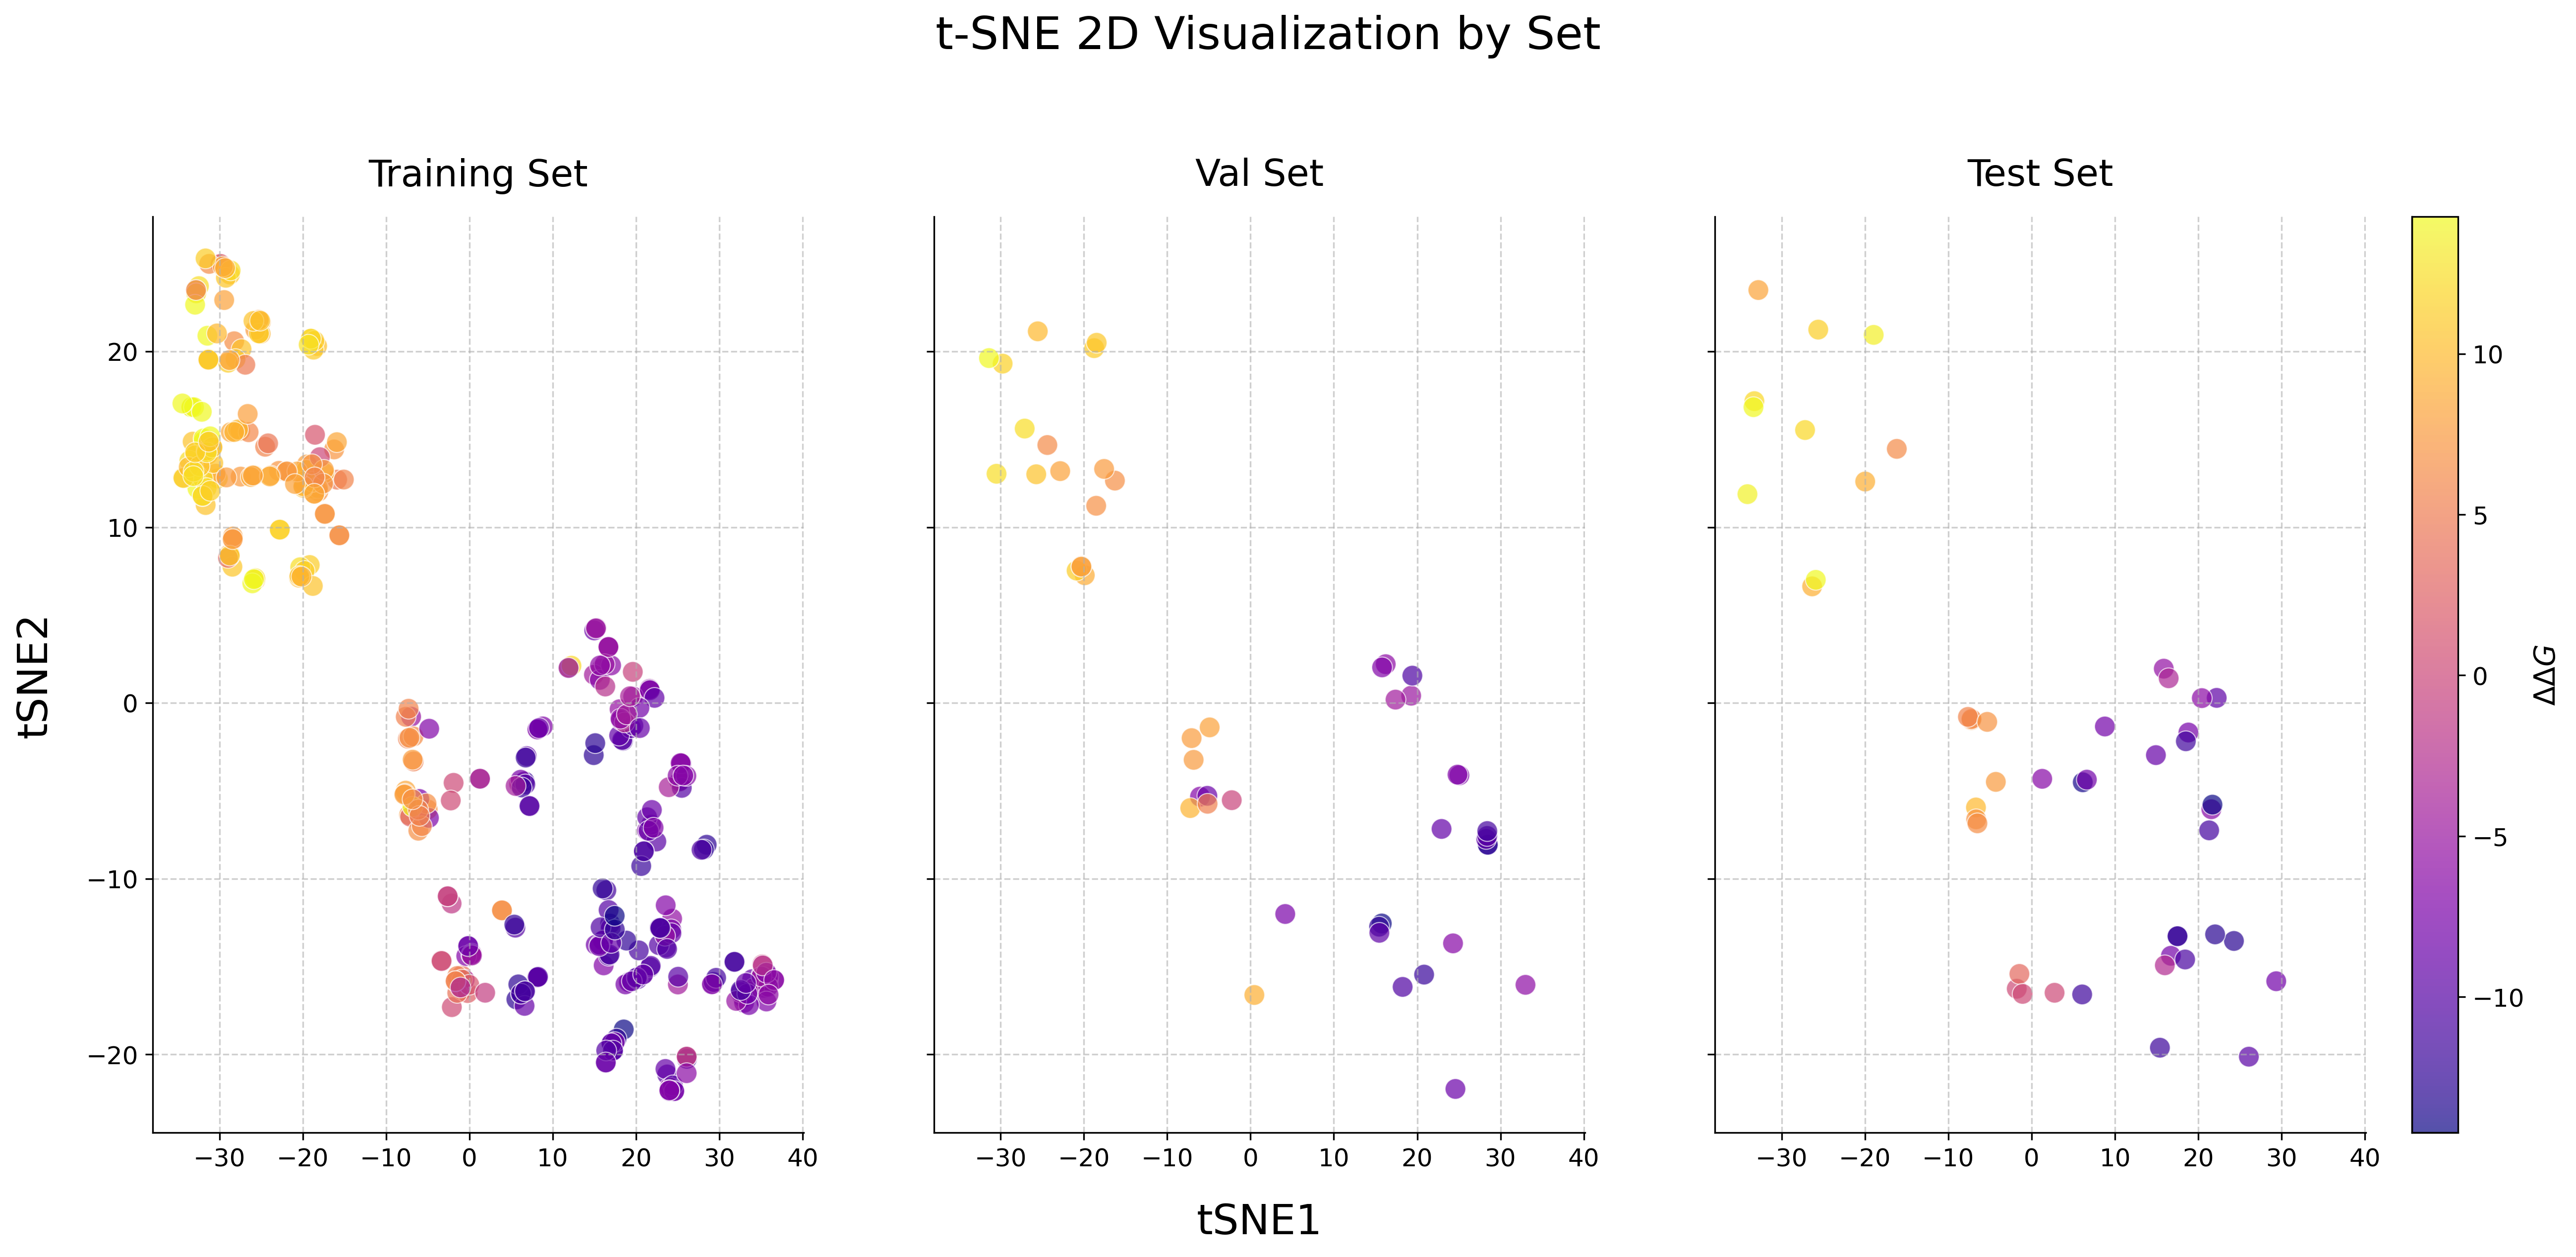 t-SNE 2D Visualization by Set
Training Set
Val Set
Test Set
tSNE2
20
10
0
−10
−20
−30 −20 −10 0 10 20 30 40
−30 −20 −10 0 10 20 30 40
−30 −20 −10 0 10 20 30 40
tSNE1
10
5
0
−5
−10
ΔΔG